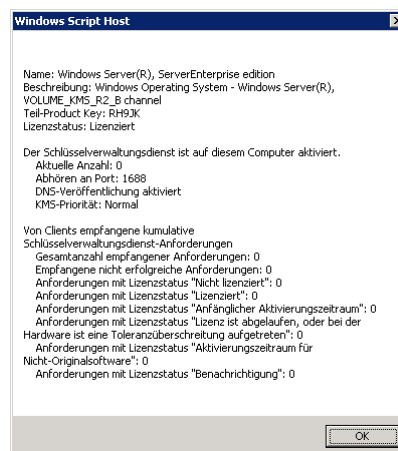 Windows Script Host
Name: Windows Server(R), ServerEnterprise edition
Beschreibung: Windows Operating System - Windows Server(R),
VOLUME_KMS_R2_B channel
Teil-Product Key: RH9JK
Lizenzstatus: Lizenziert
Der Schlüsselverwaltungsdienst ist auf diesem Computer aktiviert.
Aktuelle Anzahl: 0
Abhören an Port: 1688
DNS-Veröffentlichung aktiviert
KMS-Priorität: Normal
Von Clients empfangene kumulative
Schlüsselverwaltungsdienst-Anforderungen
Gesamtanzahl empfangener Anforderungen: 0
Empfangene nicht erfolgreiche Anforderungen: 0
Anforderungen mit Lizenzstatus "Nicht lizenziert": 0
Anforderungen mit Lizenzstatus "Lizenziert": 0
Anforderungen mit Lizenzstatus "Anfänglicher Aktivierungszeitraum": 0
Anforderungen mit Lizenzstatus "Lizenz ist abgelaufen, oder bei der
Hardware ist eine Toleranzüberschreitung aufgetreten": 0
Anforderungen mit Lizenzstatus "Aktivierungszeitraum für
Nicht-Originalsoftware": 0
Anforderungen mit Lizenzstatus "Benachrichtigung": 0
OK